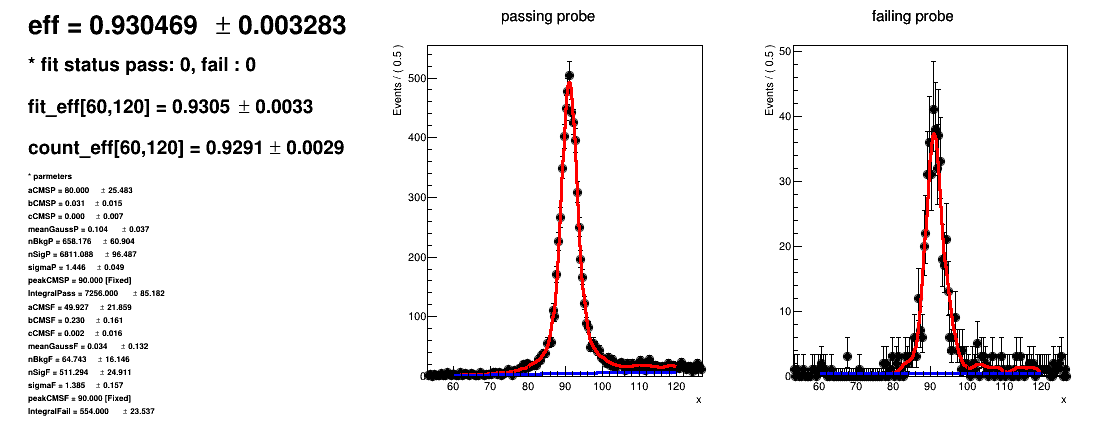 eff = 0.930469 ± 0.003283
* fit status pass: 0, fail : 0
fit_eff[60,120] = 0.9305 ± 0.0033
count_eff[60,120] = 0.9291 ± 0.0029
* parmeters
aCMSP = 80.000 ± 25.483
bCMSP = 0.031 ± 0.015
cCMSP = 0.000 ± 0.007
meanGaussP = 0.104 ± 0.037
nBkgP = 658.176 ± 60.904
nSigP = 6811.088 ± 96.487
sigmaP = 1.446 ± 0.049
peakCMSP = 90.000 [Fixed]
IntegralPass = 7256.000 ± 85.182
aCMSF = 49.927 ± 21.859
bCMSF = 0.230 ± 0.161
cCMSF = 0.002 ± 0.016
meanGaussF = 0.034 ± 0.132
nBkgF = 64.743 ± 16.146
nSigF = 511.294 ± 24.911
sigmaF = 1.385 ± 0.157
peakCMSF = 90.000 [Fixed]
IntegralFail = 554.000 ± 23.537
passing probe
Events / ( 0.5 )
500
400
300
200
100
0
60 70 80 90 100 110 120
x
failing probe
Events / ( 0.5 )
50
40
30
20
10
0
60 70 80 90 100 110 120
x